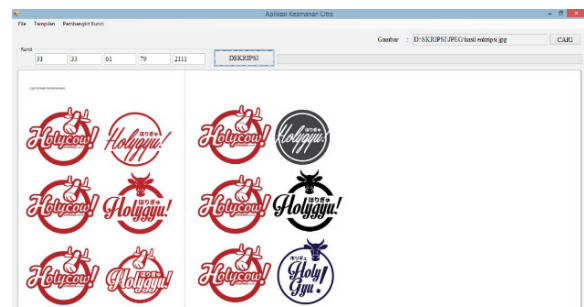 Aplikasi Keamanan Citra
File Tampilan Pembangkit Kunci
Gambar : D:\SKRIPSI\JPEG\hasil enkripsi.jpg CARI
Kunci
31 33 61 79 2111 DEKRIPSI
Holycow! Holygyu! Holycow! Holygyu!
Holycow! Holygyu! Holycow! Holygyu!
Holycow! Holygyu! Holycow! Holy Gyu!